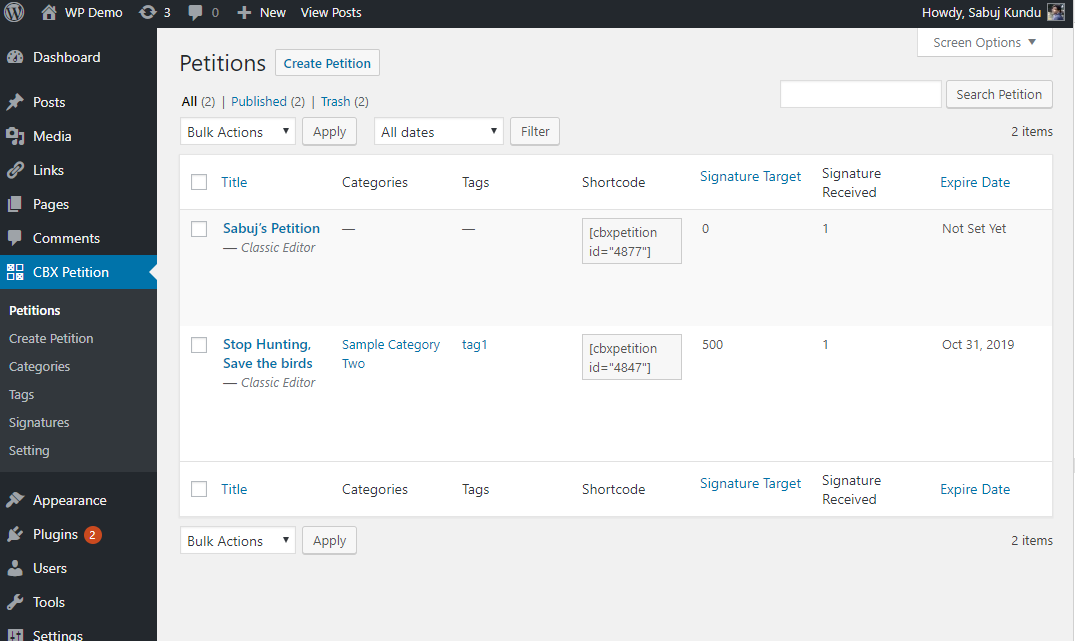 WP Demo 3 0 New View Posts Howdy, Sabuj Kundu
Dashboard
Posts
Media
Links
Pages
Comments
CBX Petition
Petitions
Create Petition
Categories
Tags
Signatures
Setting
Appearance
Plugins 2
Users
Tools
Settings
Screen Options
Petitions Create Petition
All (2) | Published (2) | Trash (2)
Search Petition
Bulk Actions Apply All dates Filter 2 items
Title Categories Tags Shortcode Signature Target Signature Received Expire Date
Sabuj’s Petition — — [cbxpetition 0 1 Not Set Yet
— Classic Editor id="4877"]
Stop Hunting, Sample Category tag1 [cbxpetition 500 1 Oct 31, 2019
Save the birds Two id="4847"]
— Classic Editor
Title Categories Tags Shortcode Signature Target Signature Received Expire Date
Bulk Actions Apply 2 items